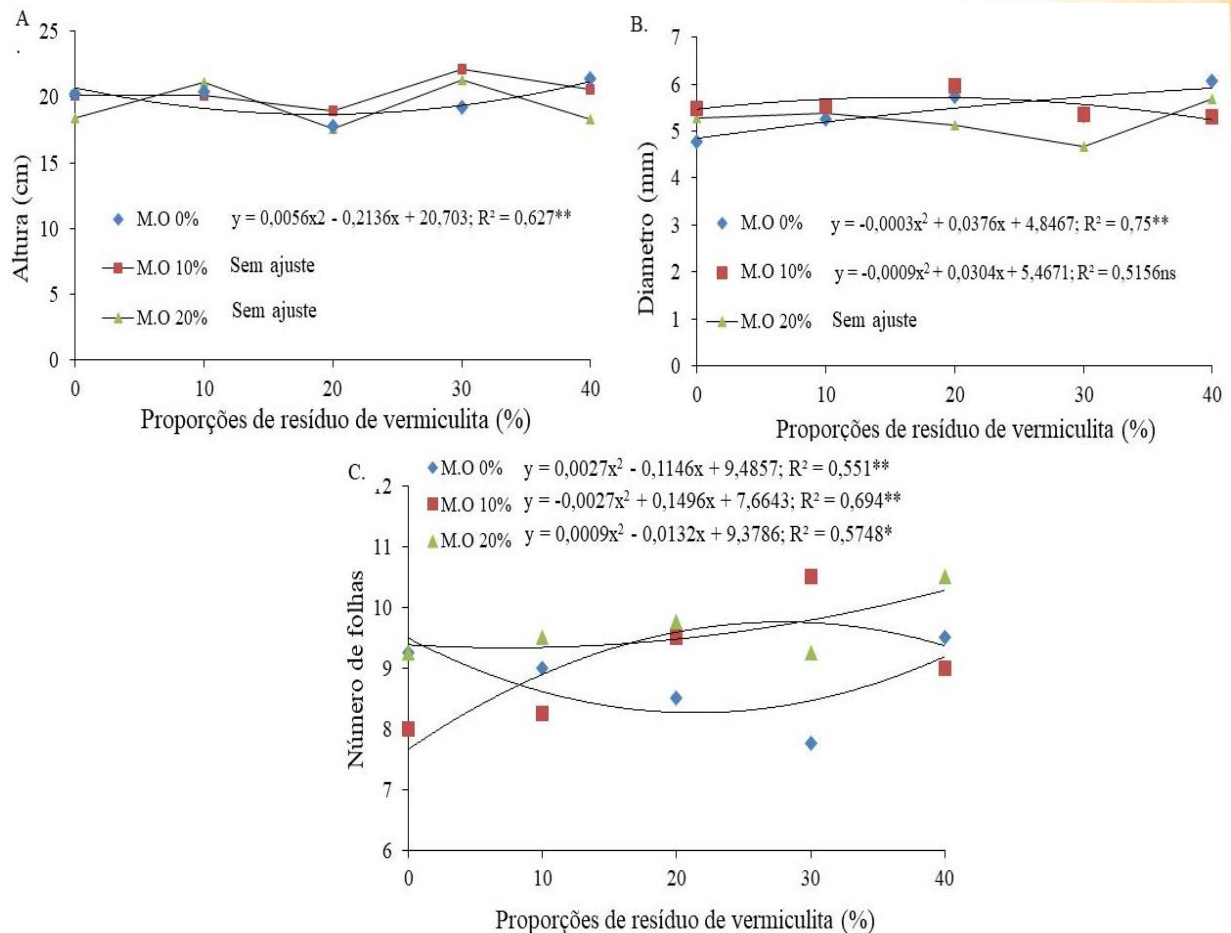 A
.
25
20
15
10
5
0
Altura (cm)
M.O 0% y = 0,0056x2 - 0,2136x + 20,703; R² = 0,627**
M.O 10% Sem ajuste
M.O 20% Sem ajuste
0 10 20 30 40
Proporções de resíduo de vermiculita (%)
B.
7
6
5
4
3
2
1
0
Diametro (mm)
M.O 0% y = -0,0003x² + 0,0376x + 4,8467; R² = 0,75**
M.O 10% y = -0,0009x² + 0,0304x + 5,4671; R² = 0,5156ns
M.O 20% Sem ajuste
0 10 20 30 40
Proporções de resíduo de vermiculita (%)
C.
M.O 0% y = 0,0027x² - 0,1146x + 9,4857; R² = 0,551**
M.O 10% y = -0,0027x² + 0,1496x + 7,6643; R² = 0,694**
M.O 20% y = 0,0009x² - 0,0132x + 9,3786; R² = 0,5748*
12
11
10
9
8
7
6
Número de folhas
0 10 20 30 40
Proporções de resíduo de vermiculita (%)